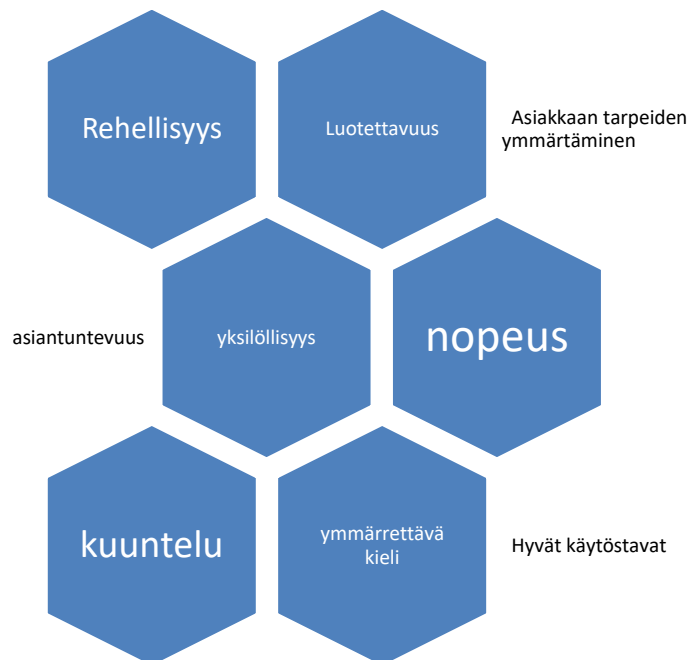 Rehellisyys
Luotettavuus
Asiakkaan tarpeiden
ymmärtäminen
asiantuntevuus
yksilöllisyys
nopeus
kuuntelu
ymmärrettävä
kieli
Hyvät käytöstavat